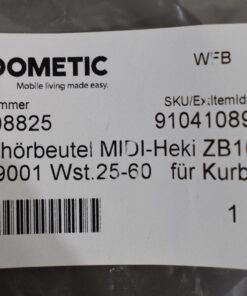 DOMETIC WFB
Mobile living made easy.
ummer SKU/ExItemId
08825 91041089
hörbeutel MIDI-Heki ZB1
9001 Wst.25-60 für Kurb
1